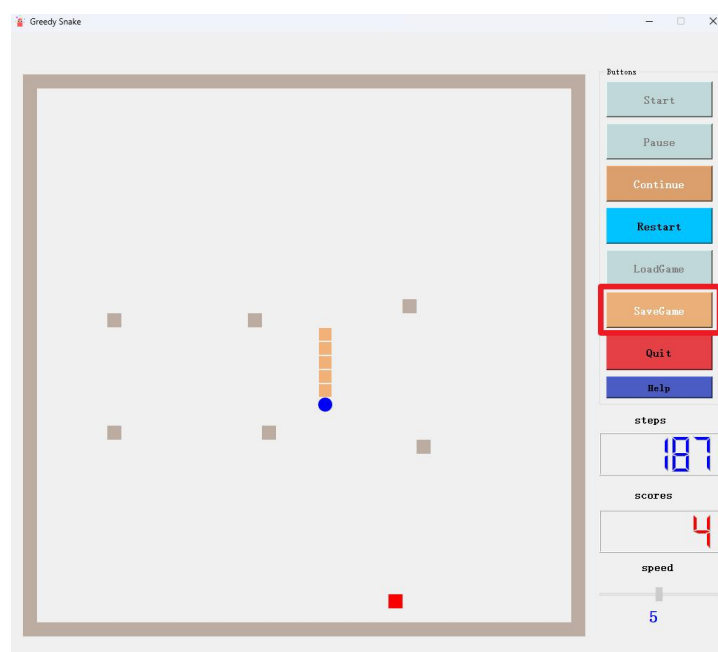 Greedy Snake
Buttons
Start
Pause
Continue
Restart
LoadGame
SaveGame
Quit
Help
steps
187
scores
4
speed
5